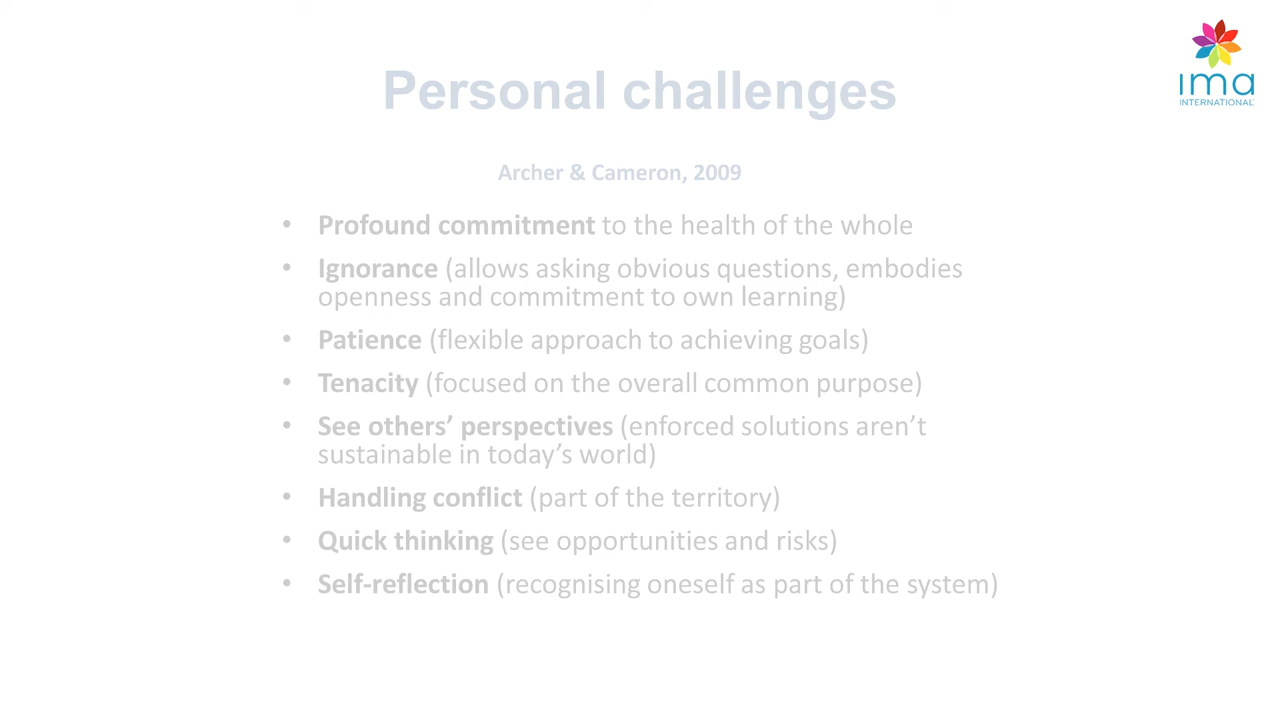 ima
INTERNATIONAL
Personal challenges
Archer & Cameron, 2009
• Profound commitment to the health of the whole
• Ignorance (allows asking obvious questions, embodies
openness and commitment to own learning)
• Patience (flexible approach to achieving goals)
• Tenacity (focused on the overall common purpose)
• See others’ perspectives (enforced solutions aren’t
sustainable in today’s world)
• Handling conflict (part of the territory)
• Quick thinking (see opportunities and risks)
• Self-reflection (recognising oneself as part of the system)